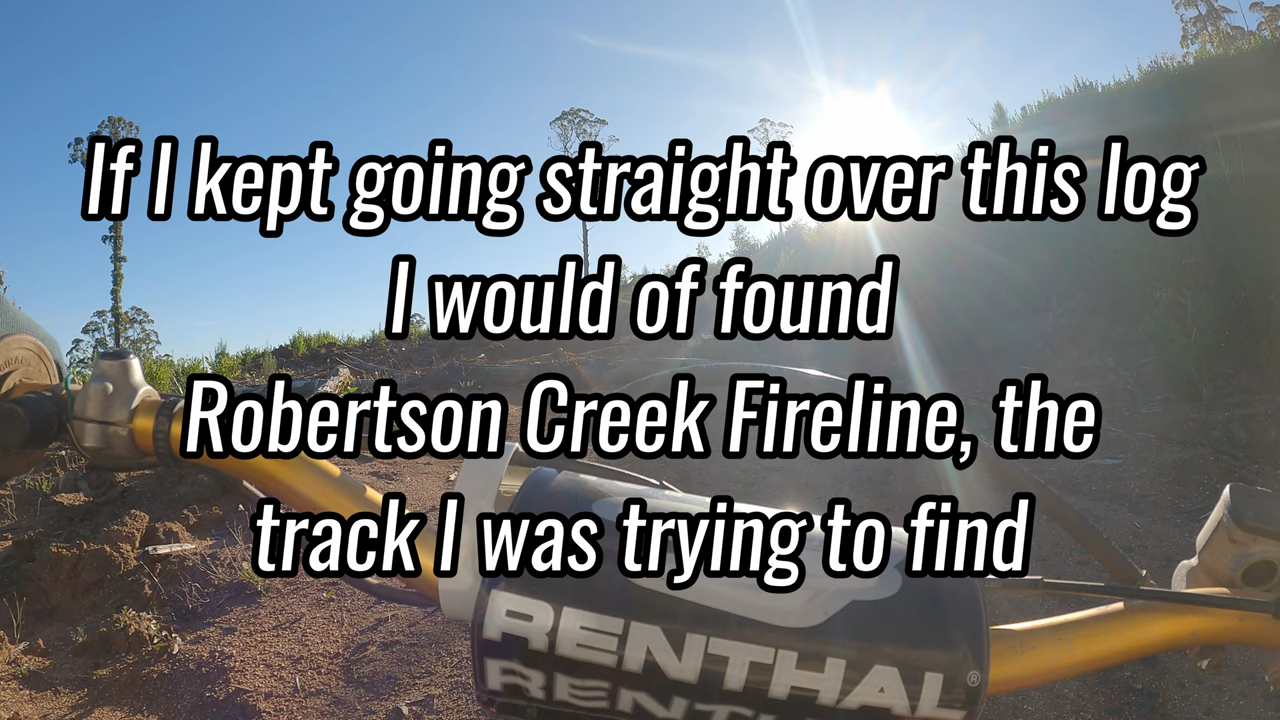 If I kept going straight over this log
I would of found
Robertson Creek Fireline, the
track I was trying to find
RENTHAL®
RENTHAL